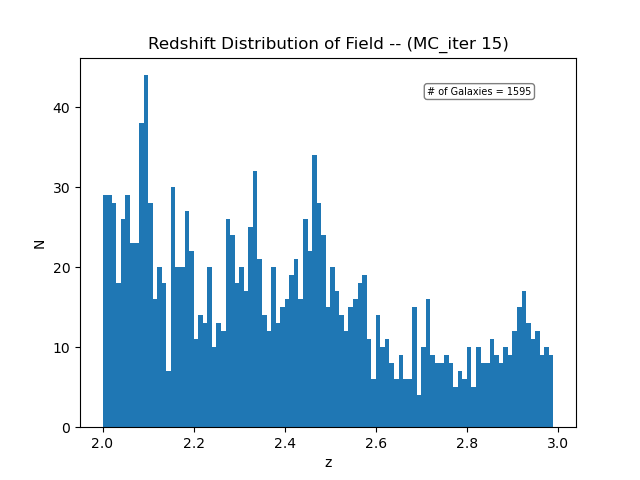 Redshift Distribution of Field -- (MC_iter 15)
# of Galaxies = 1595
40
30
20
10
0
N
2.0 2.2 2.4 2.6 2.8 3.0
z